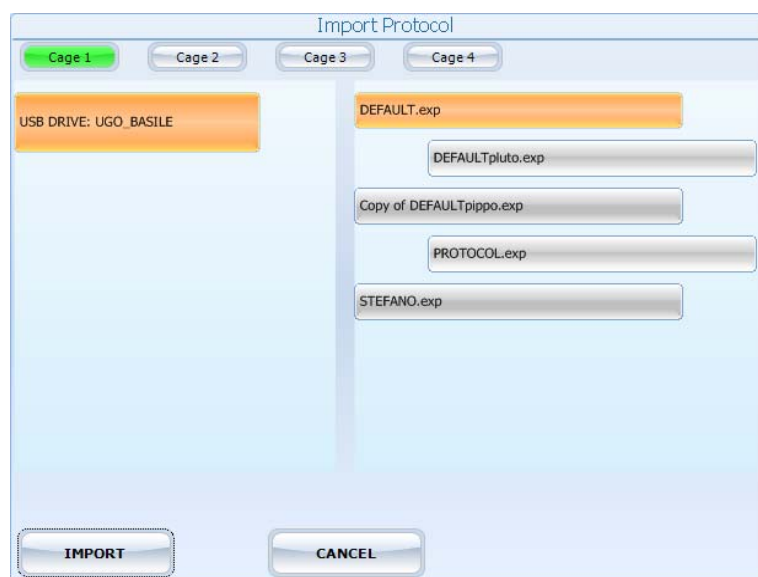 Import Protocol
Cage 1 Cage 2 Cage 3 Cage 4
USB DRIVE: UGO_BASILE
DEFAULT.exp
DEFAULTpluto.exp
Copy of DEFAULTpippo.exp
PROTOCOL.exp
STEFANO.exp
IMPORT CANCEL